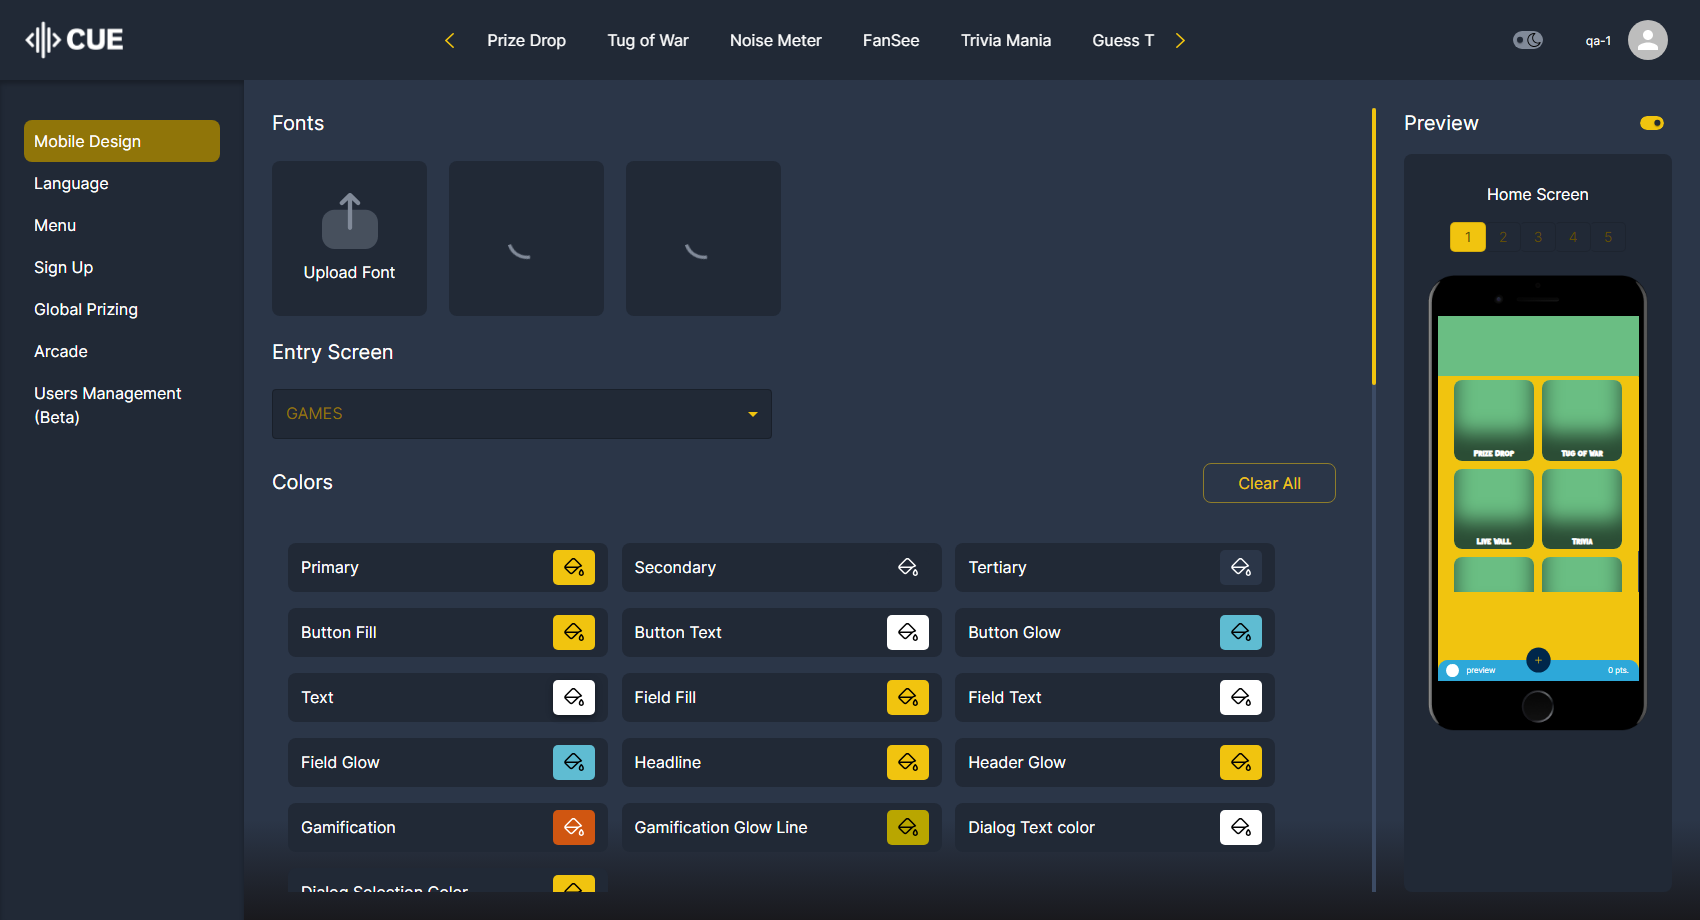 CUE
Prize Drop
Tug of War
Noise Meter
FanSee
Trivia Mania
Guess T
qa-1
Mobile Design
Language
Menu
Sign Up
Global Prizing
Arcade
Users Management
(Beta)
Fonts
Upload Font
Entry Screen
GAMES
Colors
Clear All
Primary
Secondary
Tertiary
Button Fill
Button Text
Button Glow
Text
Field Fill
Field Text
Field Glow
Headline
Header Glow
Gamification
Gamification Glow Line
Dialog Text color
Dialog Selection Color
Preview
Home Screen
1 2 3 4 5
Prize Drop
Tug of War
Live Wall
Trivia
+
preview
0 pts.